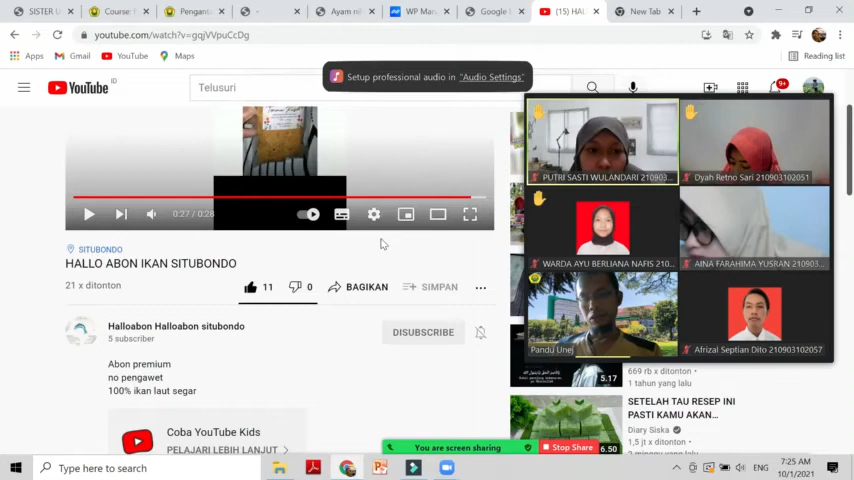 SISTER U
Course: I
Pengant
-
Ayam ni
WP Mar
Google
(15) HAL
New Tab
youtube.com/watch?v=gqjVVpuCcDg
Apps
Gmail
YouTube
Maps
Reading list
YouTube ID
Telusuri
9+
Setup professional audio in "Audio Settings"
0:27 / 0:28
SITUBONDO
HALLO ABON IKAN SITUBONDO
21 x ditonton
11
0
BAGIKAN
SIMPAN
Halloabon Halloabon situbondo
5 subscriber
DISUBSCRIBE
Abon premium
no pengawet
100% ikan laut segar
Coba YouTube Kids
PELAJARI LEBIH LANJUT
PUTRI SASTI WULANDARI 210903...
Dyah Retno Sari 210903102051
WARDA AYU BERLIANA NAFIS 210...
AINA FARAHIMA YUSRAN 2109031...
Pandu Unej
Afrizal Septian Dito 210903102057
669 rb x ditonton
1 tahun yang lalu
5.17
SETELAH TAU RESEP INI
PASTI KAMU AKAN...
Diary Siska
1,5 jt x ditonton
6.50
You are screen sharing
Stop Share
Type here to search
ENG
7:25 AM
10/1/2021